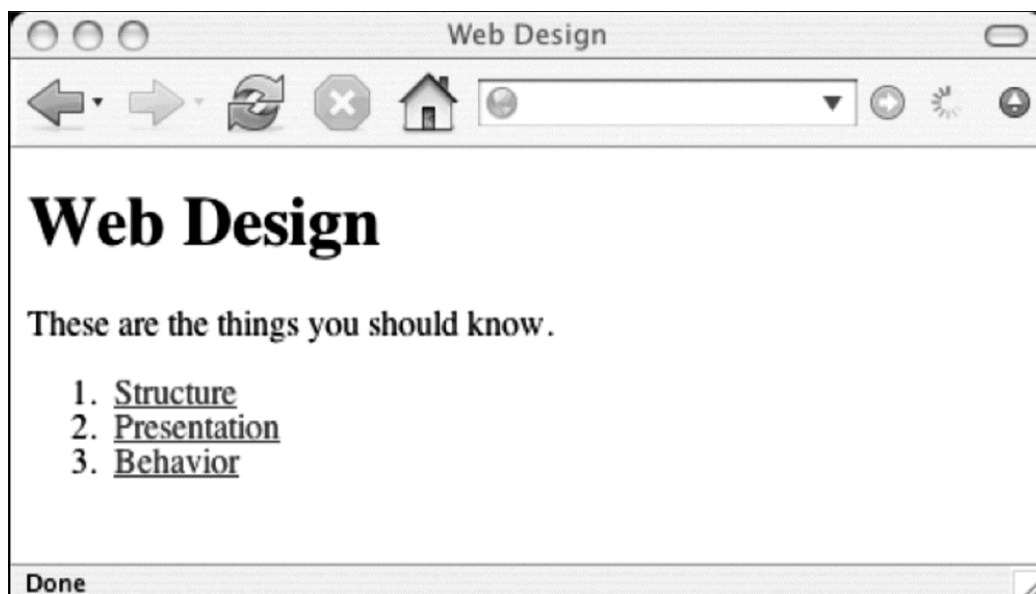 Web Design
Web Design
These are the things you should know.
1. Structure
2. Presentation
3. Behavior
Done